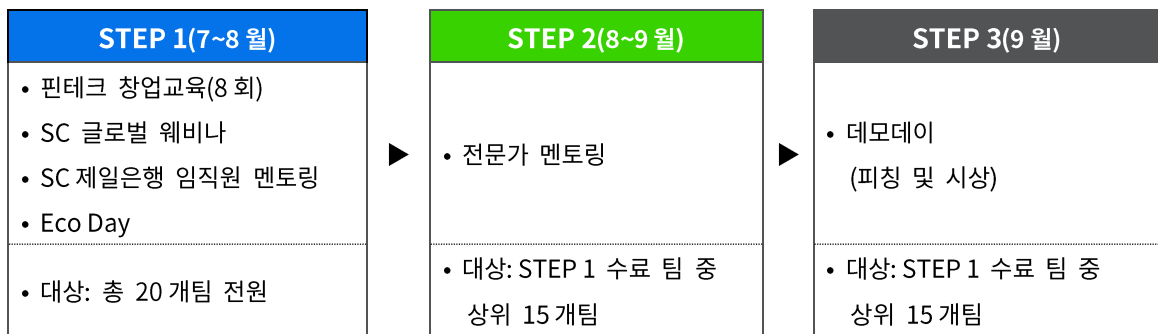 STEP 1(7~8 월)
• 핀테크 창업교육(8 회)
• SC 글로벌 웨비나
• SC 제일은행 임직원 멘토링
• Eco Day
• 대상: 총 20 개팀 전원
▶
STEP 2(8~9 월)
• 전문가 멘토링
• 대상: STEP 1 수료 팀 중
상위 15 개팀
▶
STEP 3(9 월)
• 데모데이
(피칭 및 시상)
• 대상: STEP 1 수료 팀 중
상위 15 개팀